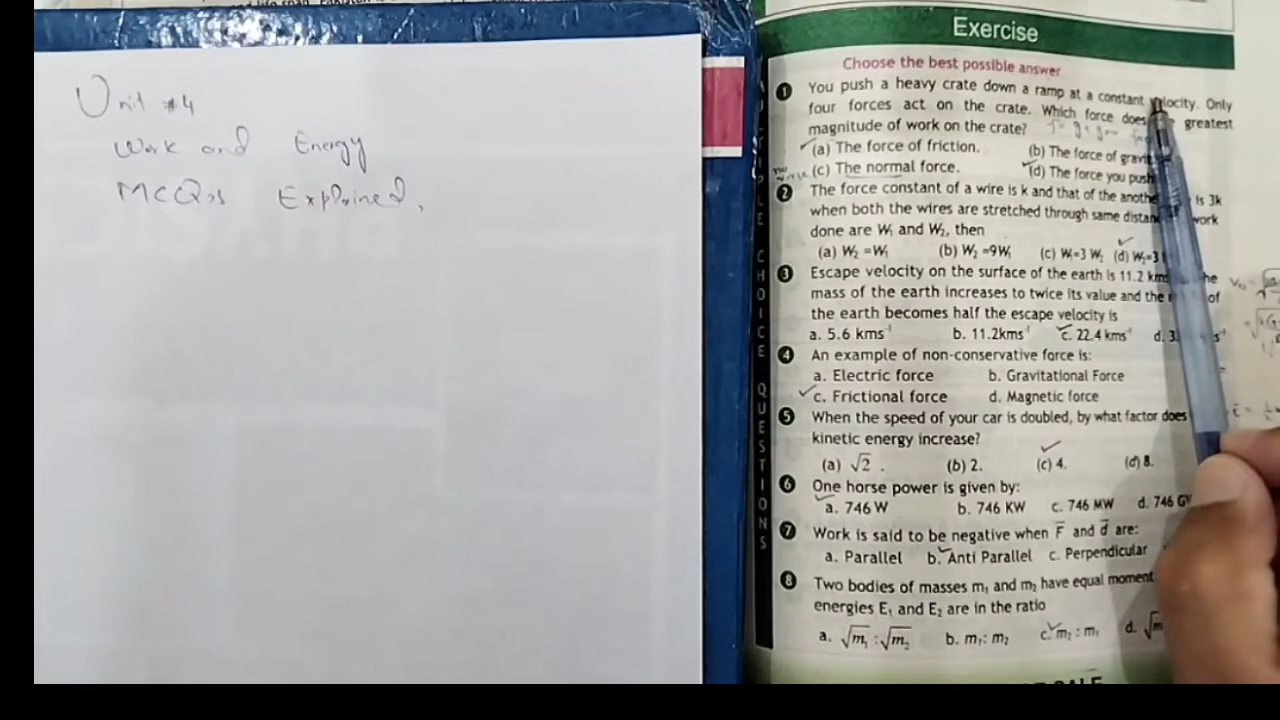 Unit #4
Work and Energy
MCQ,s Explained,
Exercise
Choose the best possible answer
1 You push a heavy crate down a ramp at a constant velocity. Only
four forces act on the crate. Which force does greatest
magnitude of work on the crate?
(a) The force of friction. (b) The force of gravit
(c) The normal force. (d) The force you push
2 The force constant of a wire is k and that of the anothe is 3k
when both the wires are stretched through same distan work
done are W₁ and W₂, then
(a) W₂ =W₁ (b) W₂ =9W₁ (c) W₁=3 W₂ (d) W₂=3
3 Escape velocity on the surface of the earth is 11.2 kms
mass of the earth increases to twice its value and the of
the earth becomes half the escape velocity is
a. 5.6 kms⁻¹ b. 11.2kms⁻¹ c. 22.4 kms⁻¹ d. 3
4 An example of non-conservative force is:
a. Electric force b. Gravitational Force
c. Frictional force d. Magnetic force
5 When the speed of your car is doubled, by what factor does
kinetic energy increase?
(a) √2 . (b) 2. (c) 4. (d) 8.
6 One horse power is given by:
a. 746 W b. 746 KW c. 746 MW d. 746 G
7 Work is said to be negative when F⃗ and d⃗ are:
a. Parallel b. Anti Parallel c. Perpendicular
8 Two bodies of masses m₁ and m₂ have equal moment
energies E₁ and E₂ are in the ratio
a. √m₁ : √m₂ b. m₁: m₂ c. m₂ : m₁ d. √m
MULTIPLE CHOICE QUESTIONS